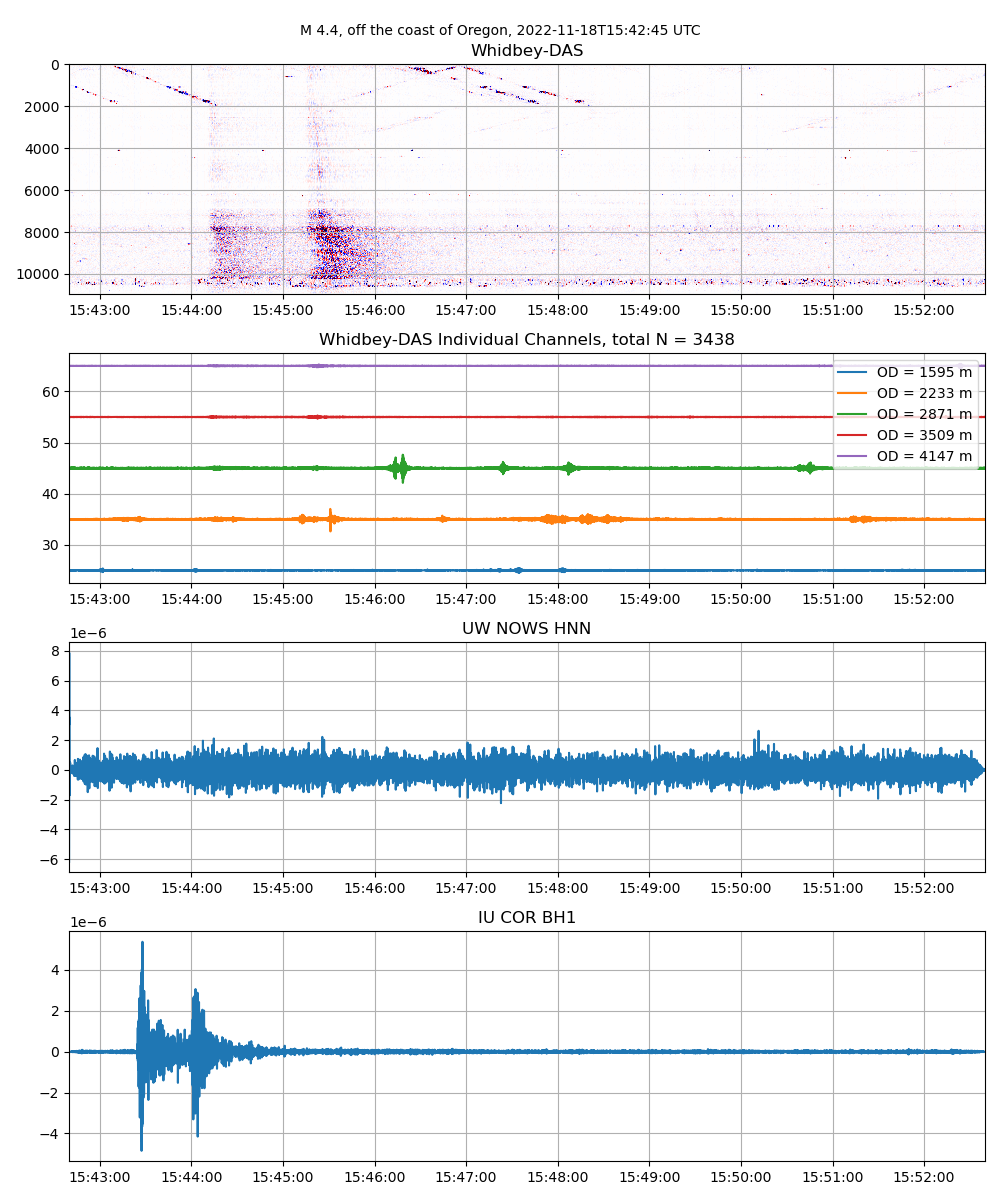 M 4.4, off the coast of Oregon, 2022-11-18T15:42:45 UTC
Whidbey-DAS
0
2000
4000
6000
8000
10000
15:43:00 15:44:00 15:45:00 15:46:00 15:47:00 15:48:00 15:49:00 15:50:00 15:51:00 15:52:00
Whidbey-DAS Individual Channels, total N = 3438
60
50
40
30
OD = 1595 m
OD = 2233 m
OD = 2871 m
OD = 3509 m
OD = 4147 m
15:43:00 15:44:00 15:45:00 15:46:00 15:47:00 15:48:00 15:49:00 15:50:00 15:51:00 15:52:00
UW NOWS HNN
1e−6
8
6
4
2
0
−2
−4
−6
15:43:00 15:44:00 15:45:00 15:46:00 15:47:00 15:48:00 15:49:00 15:50:00 15:51:00 15:52:00
IU COR BH1
1e−6
4
2
0
−2
−4
15:43:00 15:44:00 15:45:00 15:46:00 15:47:00 15:48:00 15:49:00 15:50:00 15:51:00 15:52:00